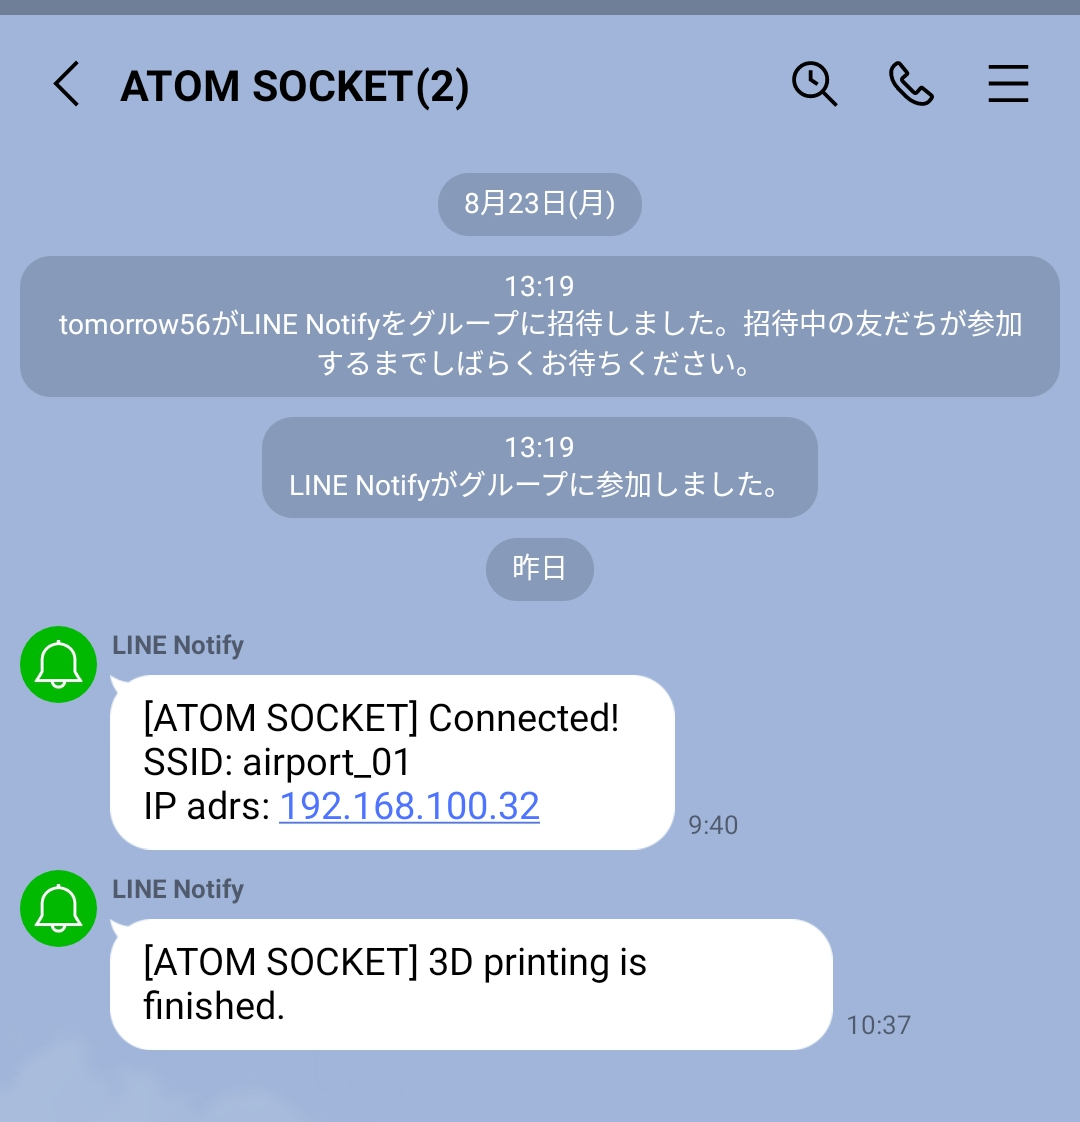 ATOM SOCKET(2)
8月23日(月)
13:19
tomorrow56がLINE Notifyをグループに招待しました。招待中の友だちが参加
するまでしばらくお待ちください。
13:19
LINE Notifyがグループに参加しました。
昨日
LINE Notify
[ATOM SOCKET] Connected!
SSID: airport_01
IP adrs: 192.168.100.32
9:40
LINE Notify
[ATOM SOCKET] 3D printing is
finished.
10:37